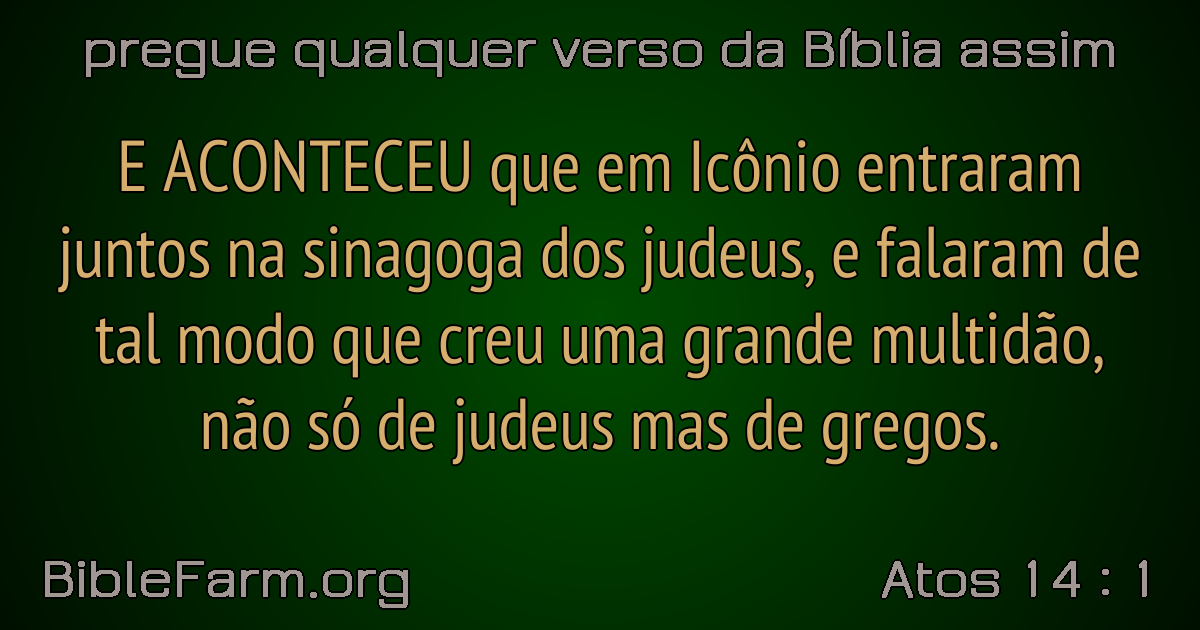 pregue qualquer verso da Bíblia assim
E ACONTECEU que em Icônio entraram
juntos na sinagoga dos judeus, e falaram de
tal modo que creu uma grande multidão,
não só de judeus mas de gregos.
BibleFarm.org
Atos 14 : 1